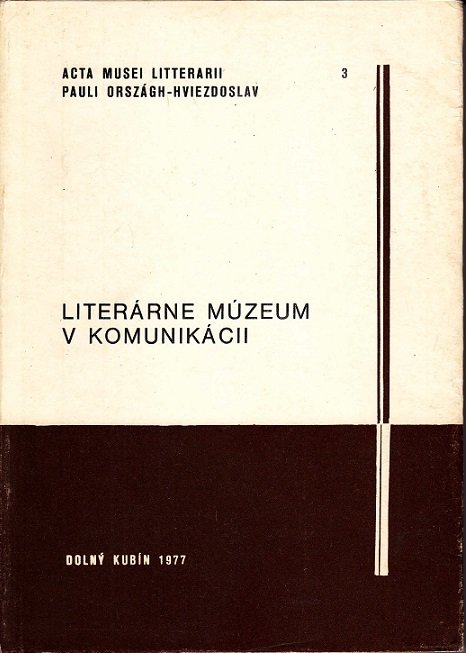 ACTA MUSEI LITTERARII 3
PAULI ORSZÁGH-HVIEZDOSLAV
LITERÁRNE MÚZEUM
V KOMUNIKÁCII
DOLNÝ KUBÍN 1977